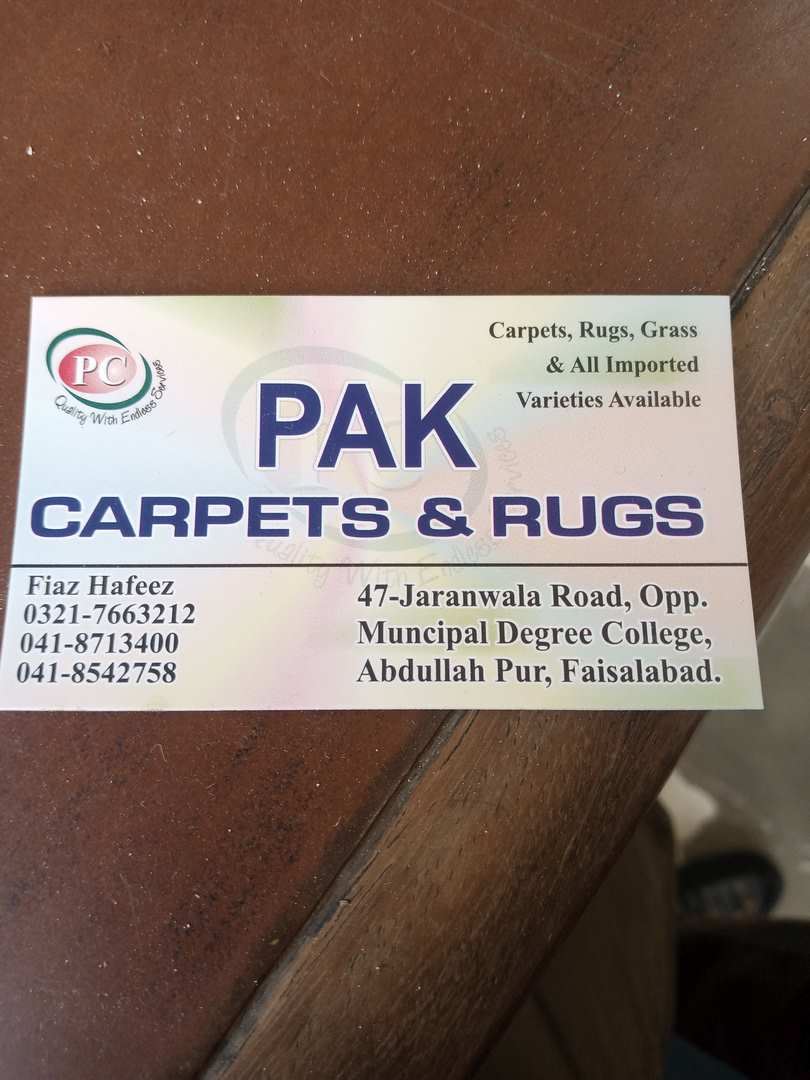 PC
Quality With Endless Services
Carpets, Rugs, Grass
& All Imported
Varieties Available
PAK
CARPETS & RUGS
Fiaz Hafeez
0321-7663212
041-8713400
041-8542758
47-Jaranwala Road, Opp.
Muncipal Degree College,
Abdullah Pur, Faisalabad.